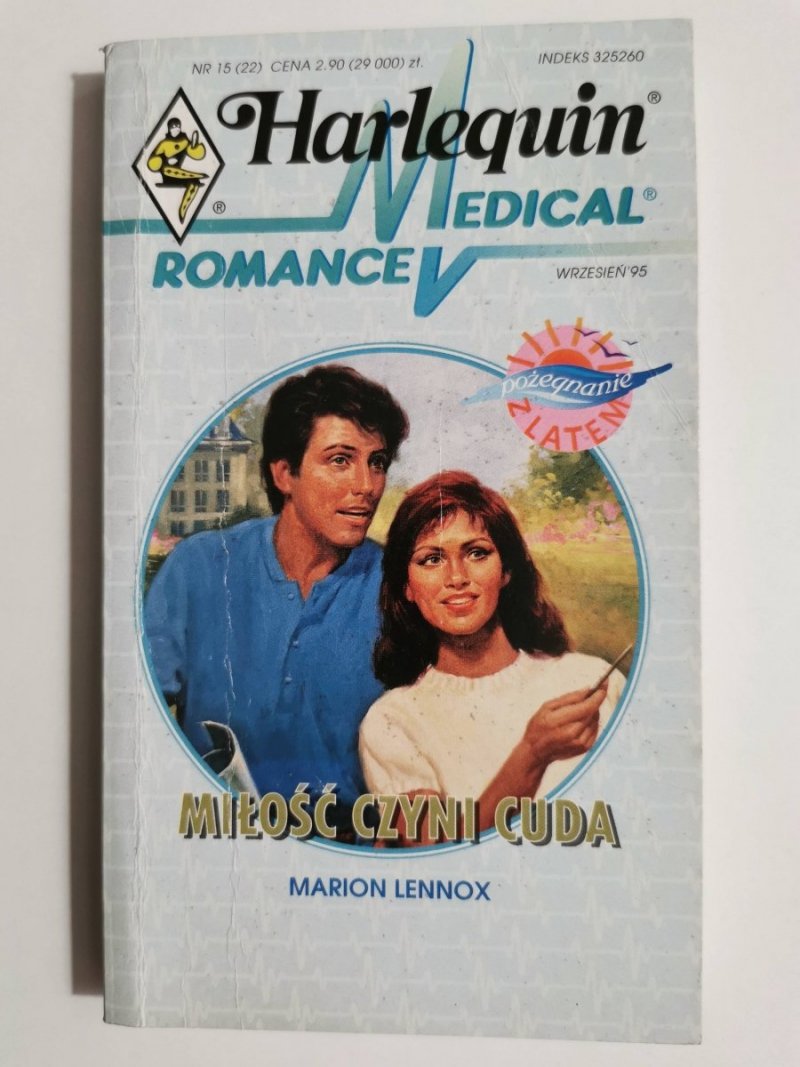 NR 15 (22) CENA 2.90 (29 000) zł.
INDEKS 325260
Harlequin®
®
MEDICAL®
ROMANCE
WRZESIEŃ'95
pożegnanie
Z LATEM
MIŁOŚĆ CZYNI CUDA
MARION LENNOX